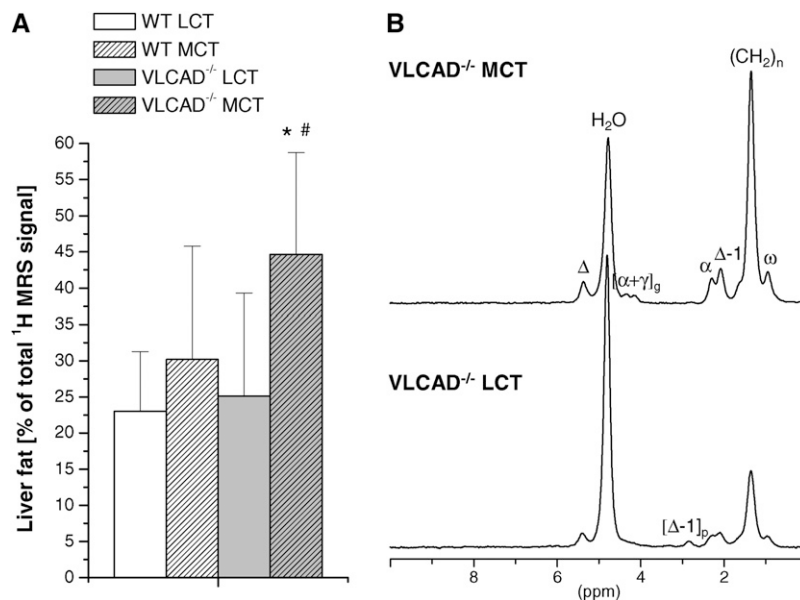 A
WT LCT
WT MCT
VLCAD-/- LCT
VLCAD-/- MCT
Liver fat [% of total 1H MRS signal]
60
55
50
45
40
35
30
25
20
15
10
5
0
* #
B
VLCAD-/- MCT
(CH2)n
H2O
Δ
[α+γ]g
α
Δ-1
ω
VLCAD-/- LCT
[Δ-1]p
8 6 4 2
(ppm)